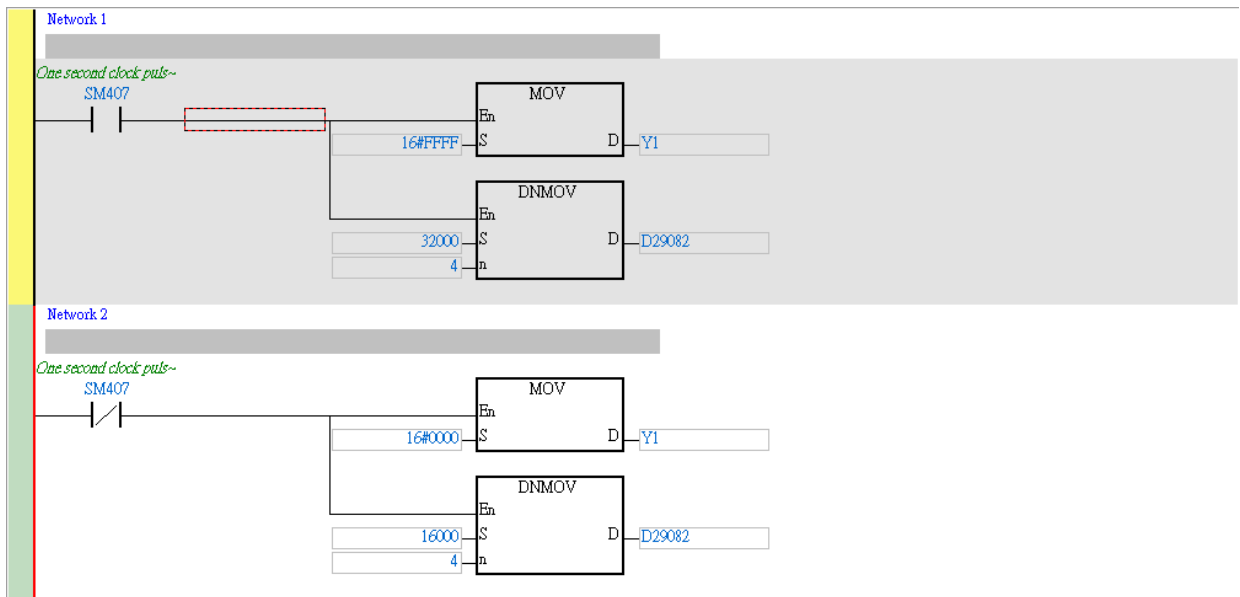 Network 1
One second clock puls~
SM407
MOV
En
16#FFFF S D Y1
DNMOV
En
32000 S D D29082
4 n
Network 2
One second clock puls~
SM407
MOV
En
16#0000 S D Y1
DNMOV
En
16000 S D D29082
4 n